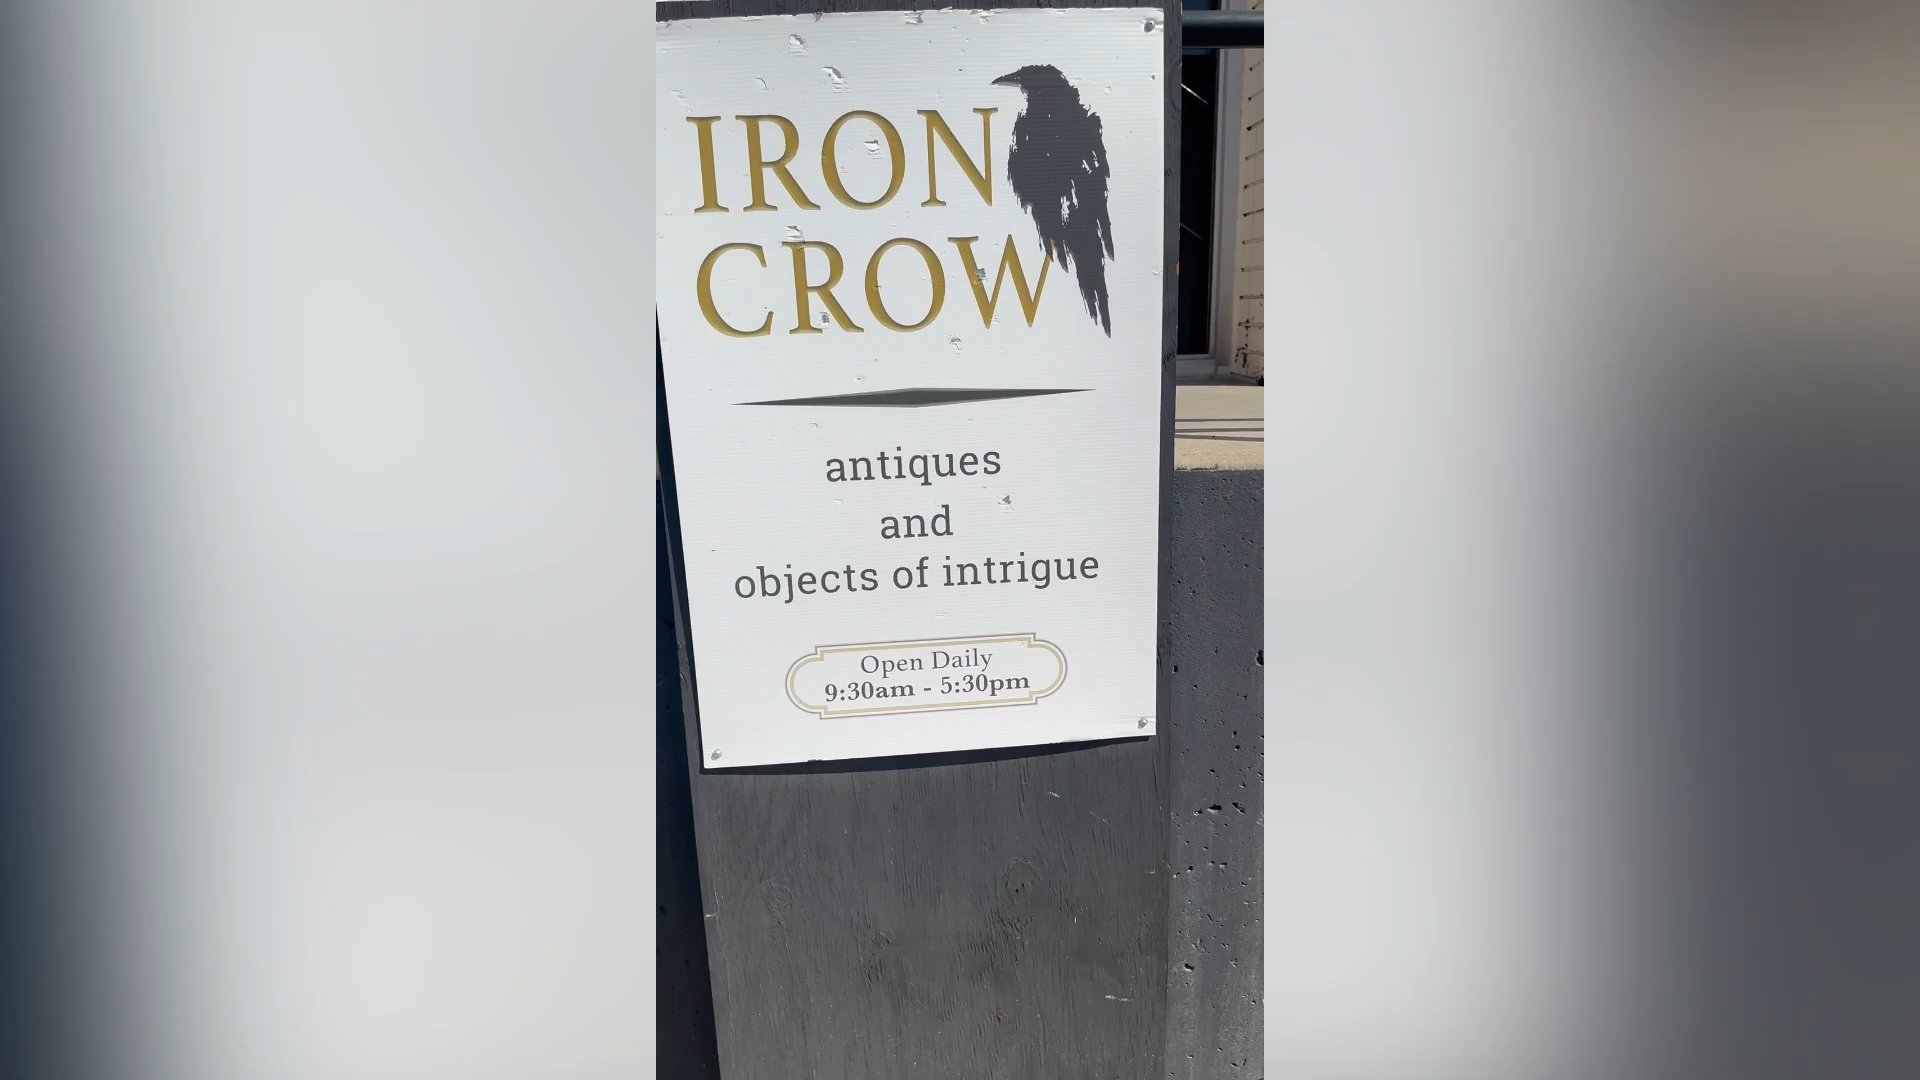 IRON
CROW
antiques
and
objects of intrigue
Open Daily
9:30am - 5:30pm